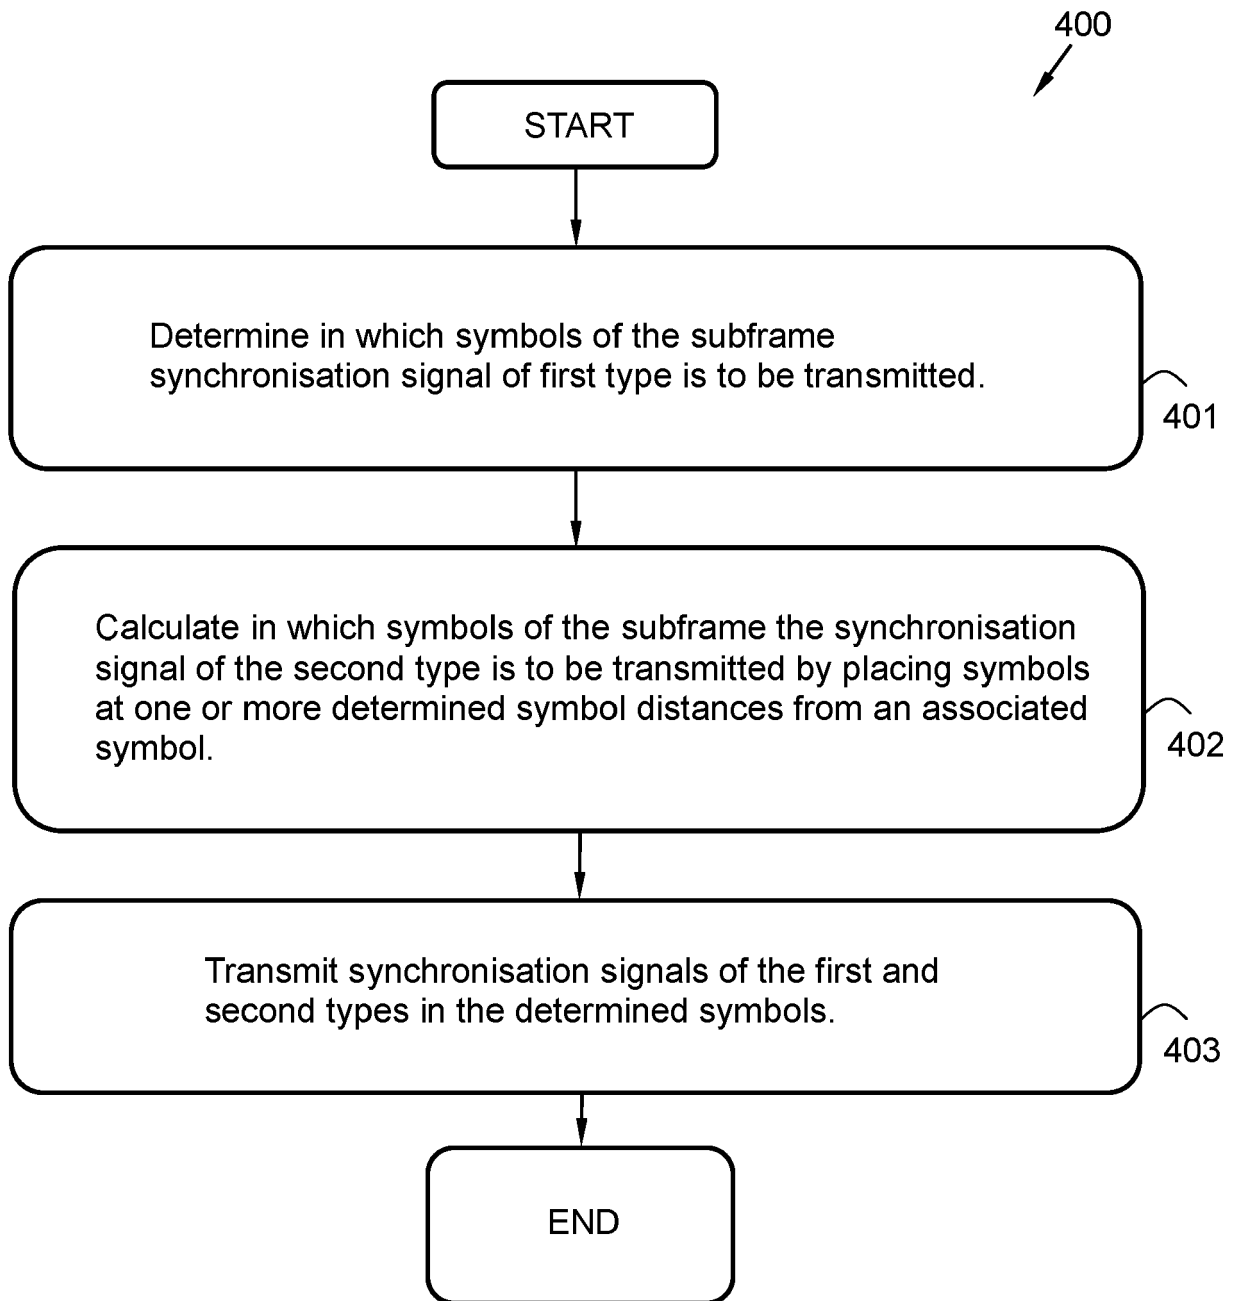 400
START
Determine in which symbols of the subframe
synchronisation signal of first type is to be transmitted.
401
Calculate in which symbols of the subframe the synchronisation
signal of the second type is to be transmitted by placing symbols
at one or more determined symbol distances from an associated
symbol.
402
Transmit synchronisation signals of the first and
second types in the determined symbols.
403
END